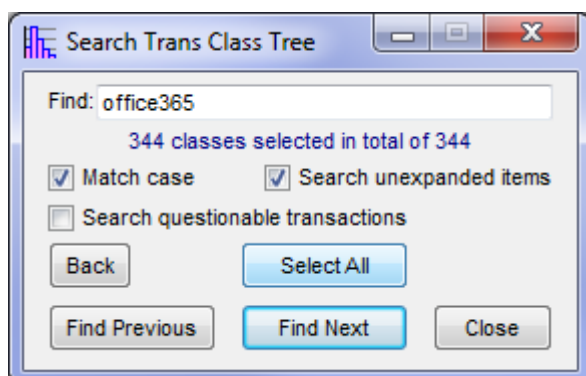 Search Trans Class Tree
Find: office365
344 classes selected in total of 344
Match case Search unexpanded items
Search questionable transactions
Back Select All
Find Previous Find Next Close